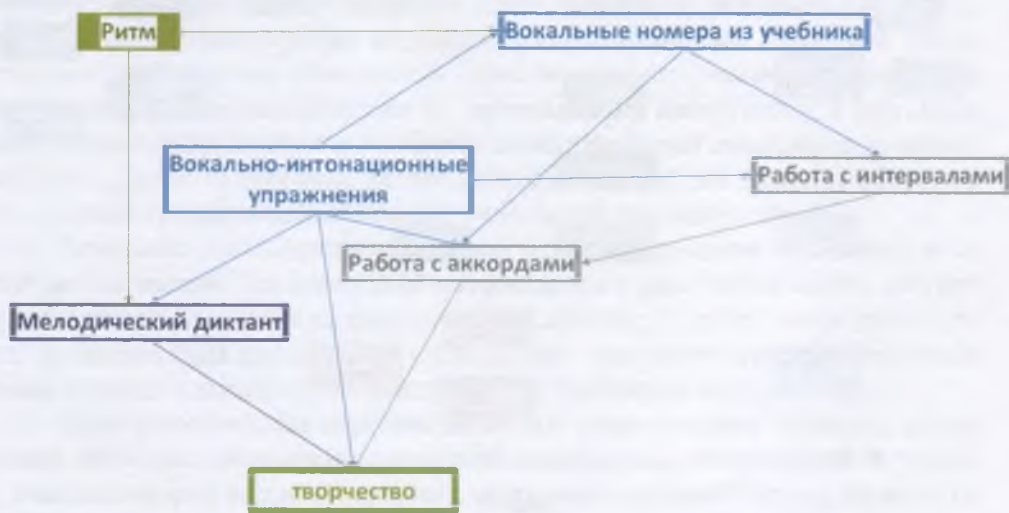 Ритм
Вокальные номера из учебника
Вокально-интонационные
упражнения
Работа с интервалами
Работа с аккордами
Мелодический диктант
творчество